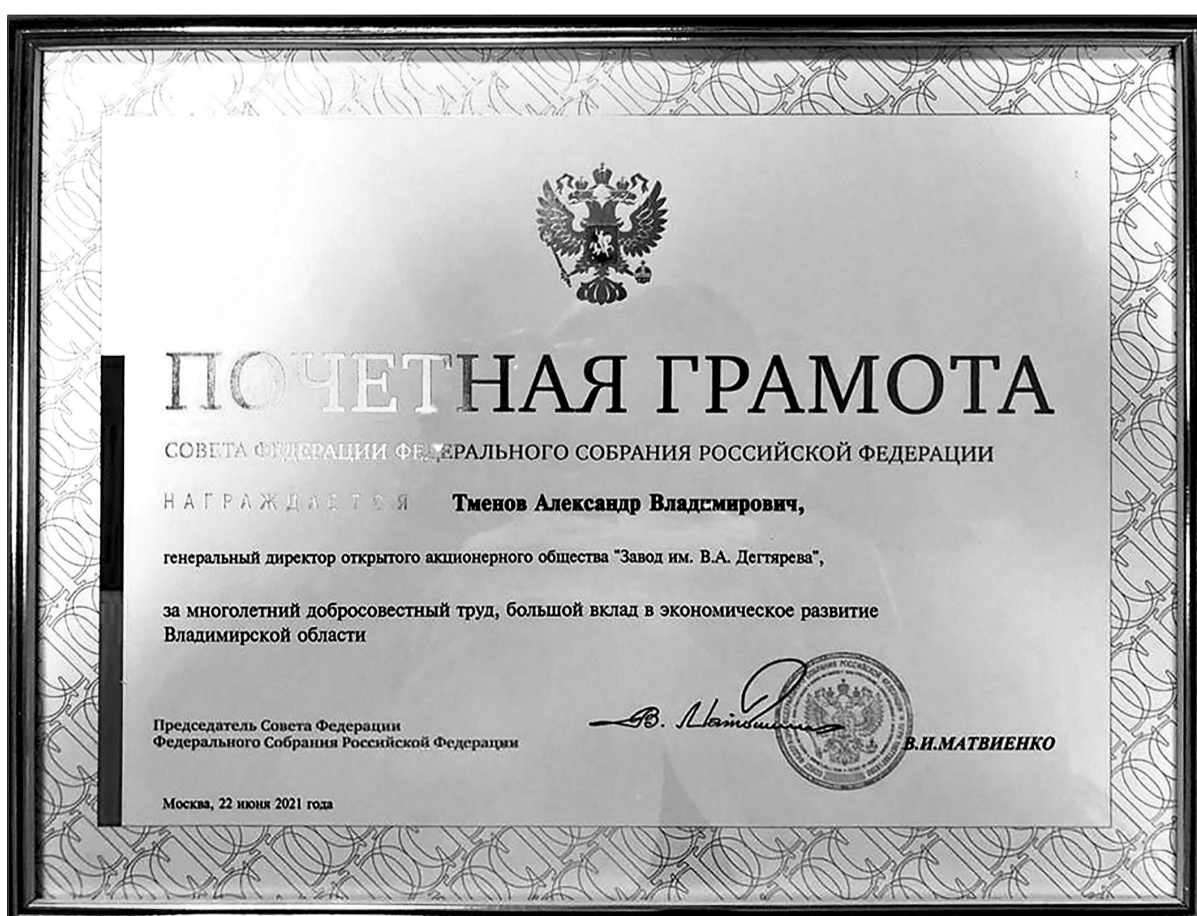 ПОЧЕТНАЯ ГРАМОТА
СОВЕТА ФЕДЕРАЦИИ ФЕДЕРАЛЬНОГО СОБРАНИЯ РОССИЙСКОЙ ФЕДЕРАЦИИ
НАГРАЖДАЕТСЯ Тменов Александр Владимирович,
генеральный директор открытого акционерного общества "Завод им. В.А. Дегтярева",
за многолетний добросовестный труд, большой вклад в экономическое развитие
Владимирской области
Председатель Совета Федерации
Федерального Собрания Российской Федерации
В.И.МАТВИЕНКО
Москва, 22 июня 2021 года